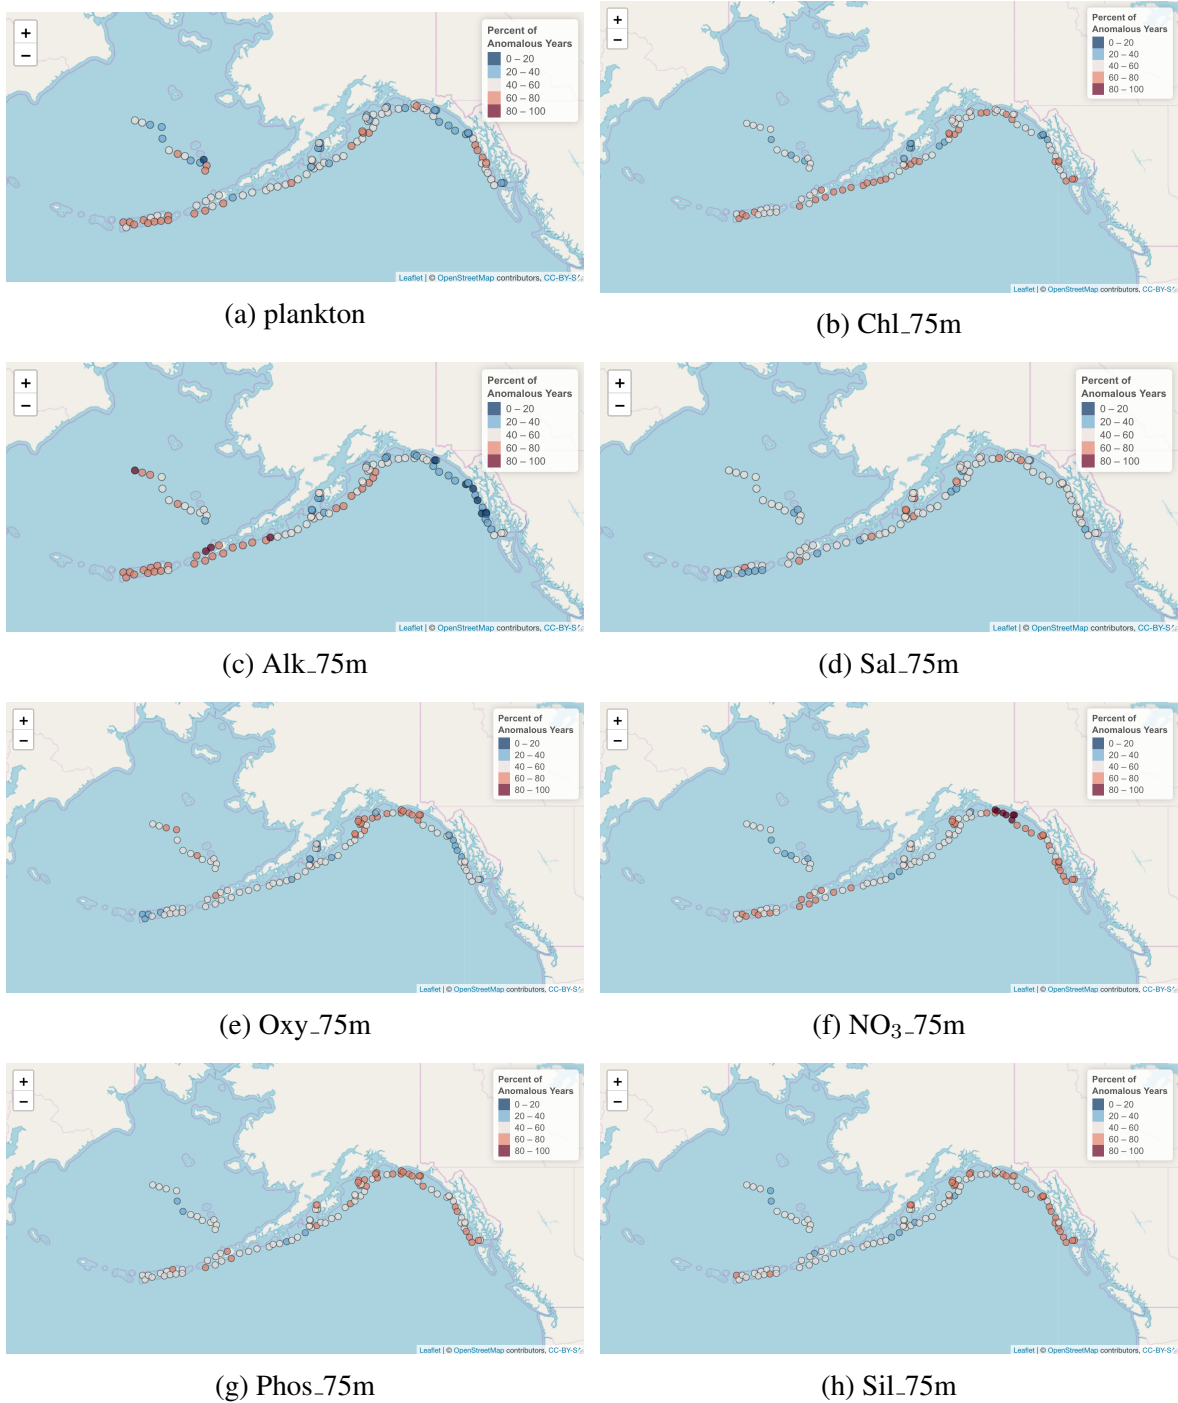 +
−
Percent of
Anomalous Years
0 – 20
20 – 40
40 – 60
60 – 80
80 – 100
Leaflet | © OpenStreetMap contributors, CC-BY-SA
(a) plankton
+
−
Percent of
Anomalous Years
0 – 20
20 – 40
40 – 60
60 – 80
80 – 100
Leaflet | © OpenStreetMap contributors, CC-BY-SA
(b) Chl_75m
+
−
Percent of
Anomalous Years
0 – 20
20 – 40
40 – 60
60 – 80
80 – 100
Leaflet | © OpenStreetMap contributors, CC-BY-SA
(c) Alk_75m
+
−
Percent of
Anomalous Years
0 – 20
20 – 40
40 – 60
60 – 80
80 – 100
Leaflet | © OpenStreetMap contributors, CC-BY-SA
(d) Sal_75m
+
−
Percent of
Anomalous Years
0 – 20
20 – 40
40 – 60
60 – 80
80 – 100
Leaflet | © OpenStreetMap contributors, CC-BY-SA
(e) Oxy_75m
+
−
Percent of
Anomalous Years
0 – 20
20 – 40
40 – 60
60 – 80
80 – 100
Leaflet | © OpenStreetMap contributors, CC-BY-SA
(f) NO₃_75m
+
−
Percent of
Anomalous Years
0 – 20
20 – 40
40 – 60
60 – 80
80 – 100
Leaflet | © OpenStreetMap contributors, CC-BY-SA
(g) Phos_75m
+
−
Percent of
Anomalous Years
0 – 20
20 – 40
40 – 60
60 – 80
80 – 100
Leaflet | © OpenStreetMap contributors, CC-BY-SA
(h) Sil_75m